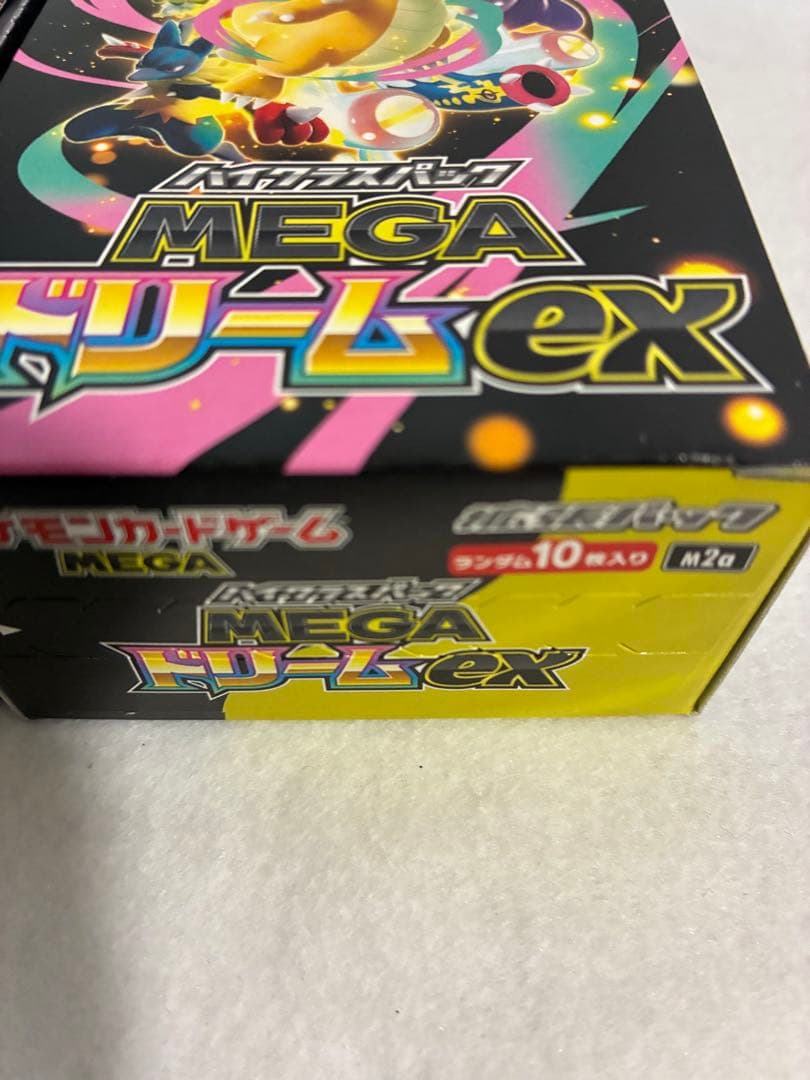 ハイクラスパック
MEGA
ドリームex
ケモンカードゲーム
MEGA
拡張パック
ランダム10枚入り
M2a
ハイクラスパック
MEGA
ドリームex